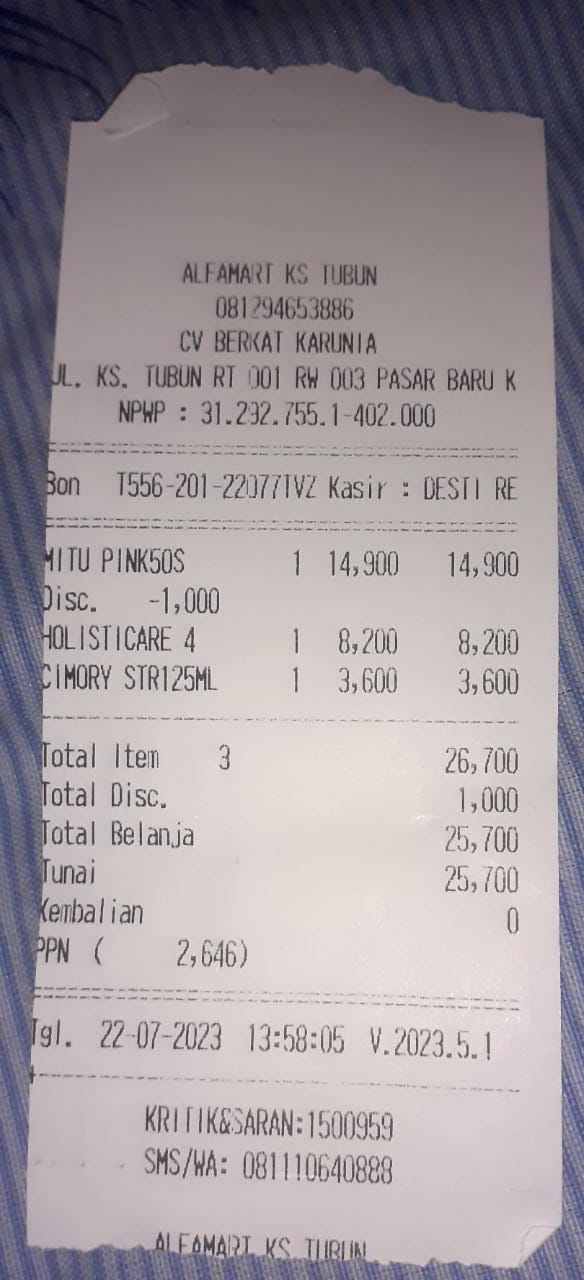 ALFAMART KS TUBUN
081294653886
CV BERKAT KARUNIA
JL. KS. TUBUN RT 001 RW 003 PASAR BARU K
NPWP : 31.292.755.1-402.000
Bon T556-201-220771VZ Kasir : DESTI RE
MITU PINK50S 1 14,900 14,900
Disc. -1,000
HOLISTICARE 4 1 8,200 8,200
CIMORY STR125ML 1 3,600 3,600
Total Item 3 26,700
Total Disc. 1,000
Total Belanja 25,700
Tunai 25,700
Kembalian 0
PPN ( 2,646)
Tgl. 22-07-2023 13:58:05 V.2023.5.1
KRITIK&SARAN:1500959
SMS/WA: 081110640888
ALFAMART KS TUBUN